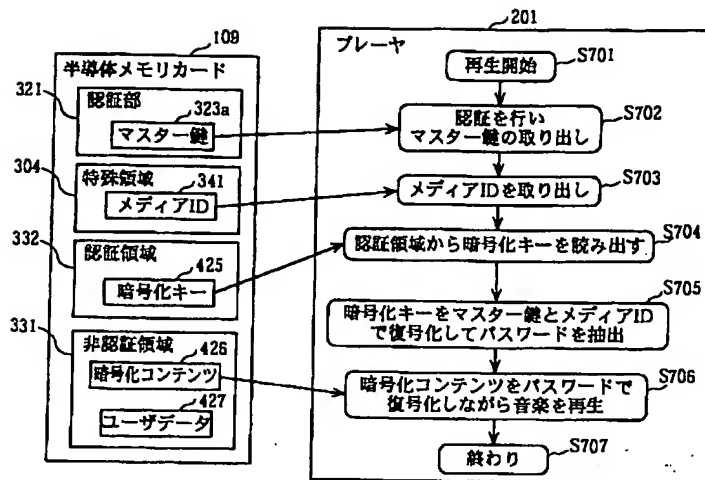 109
半導体メモリカード
321
認証部
323a
マスター鍵
304
特殊領域
341
メディアID
332
認証領域
425
暗号化キー
331
非認証領域
426
暗号化コンテンツ
427
ユーザデータ
201
プレーヤ
再生開始
S701
認証を行い
マスター鍵の取り出し
S702
メディアIDを取り出し
S703
認証領域から暗号化キーを読み出す
S704
暗号化キーをマスター鍵とメディアID
で復号化してパスワードを抽出
S705
暗号化コンテンツをパスワードで
復号化しながら音楽を再生
S706
終わり
S707